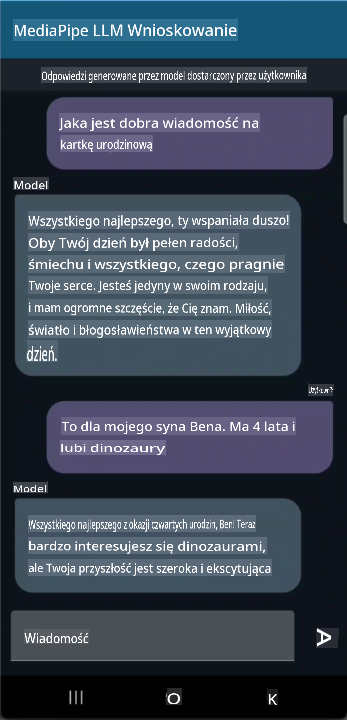 MediaPipe LLM Wnioskowanie
Odpowiedzi generowane przez model dostarczony przez użytkownika
Jaka jest dobra wiadomość na
kartkę urodzinową
Model
Wszystkiego najlepszego, ty wspaniała duszo!
Oby Twój dzień był pełen radości,
śmiechu i wszystkiego, czego pragnie
Twoje serce. Jesteś jedyny w swoim rodzaju,
i mam ogromne szczęście, że Cię znam. Miłość,
światło i błogosławieństwa w ten wyjątkowy
dzień.
To dla mojego syna Bena. Ma 4 lata i
lubi dinozaury
Model
Wszystkiego najlepszego z okazji czwartych urodzin, Ben! Teraz
bardzo interesujesz się dinozaurami,
ale Twoja przyszłość jest szeroka i ekscytująca
Wiadomość
A
III O K